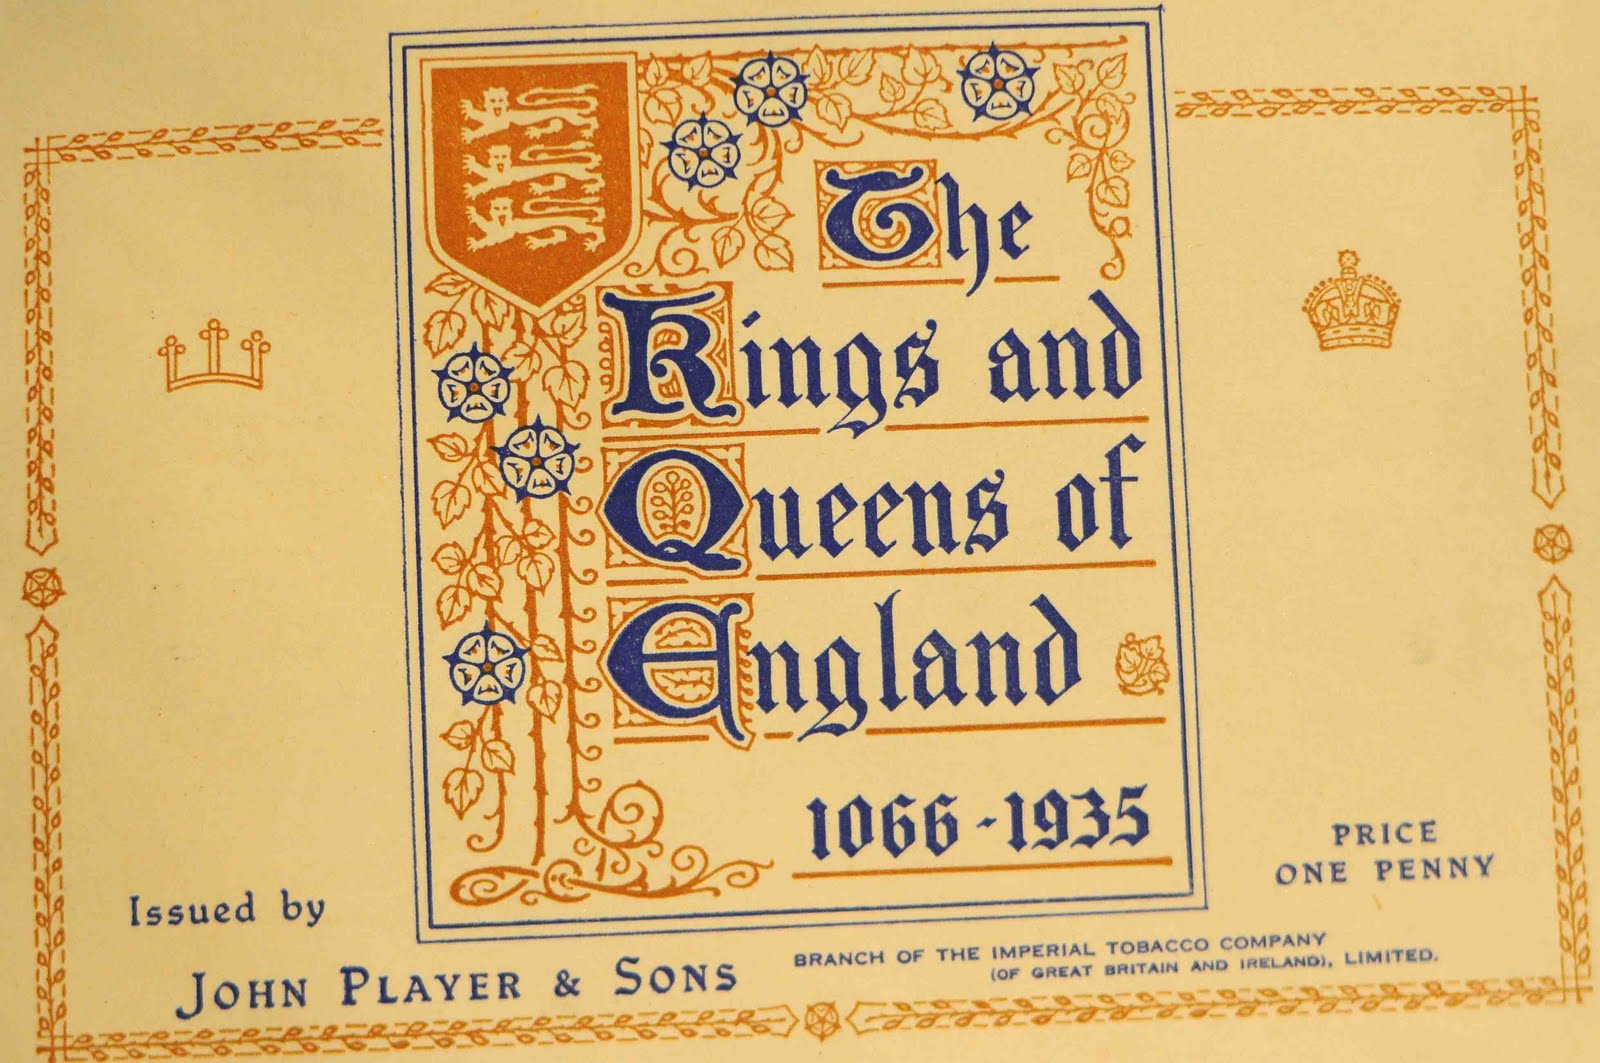 The
Kings and
Queens of
England
1066-1935
PRICE
ONE PENNY
Issued by
JOHN PLAYER & SONS
BRANCH OF THE IMPERIAL TOBACCO COMPANY
(OF GREAT BRITAIN AND IRELAND), LIMITED.